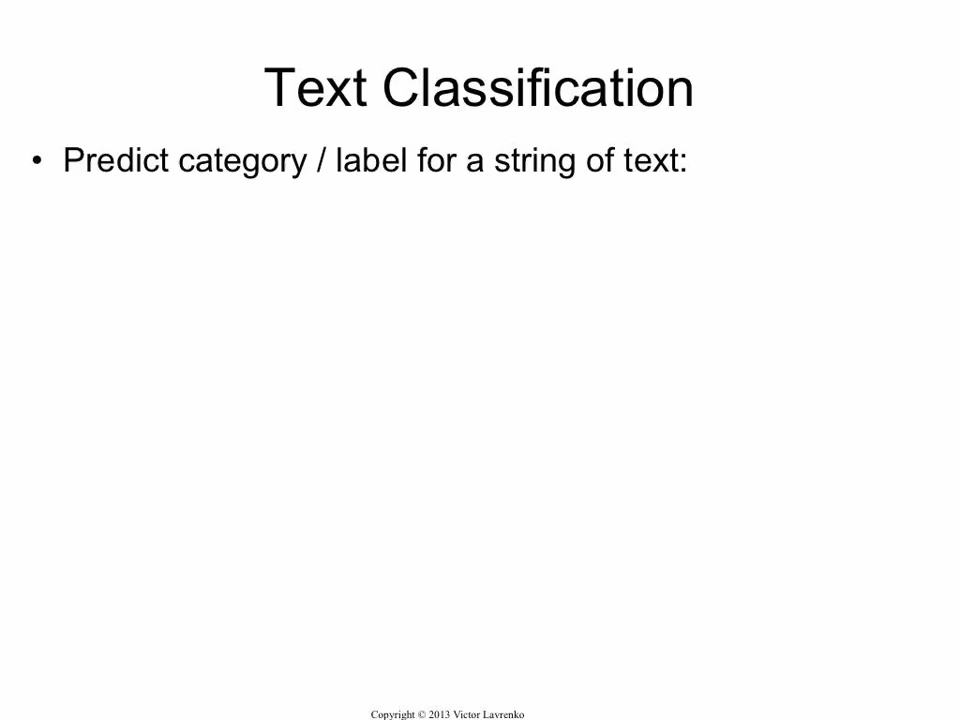 Text Classification
• Predict category / label for a string of text:
Copyright © 2013 Victor Lavrenko